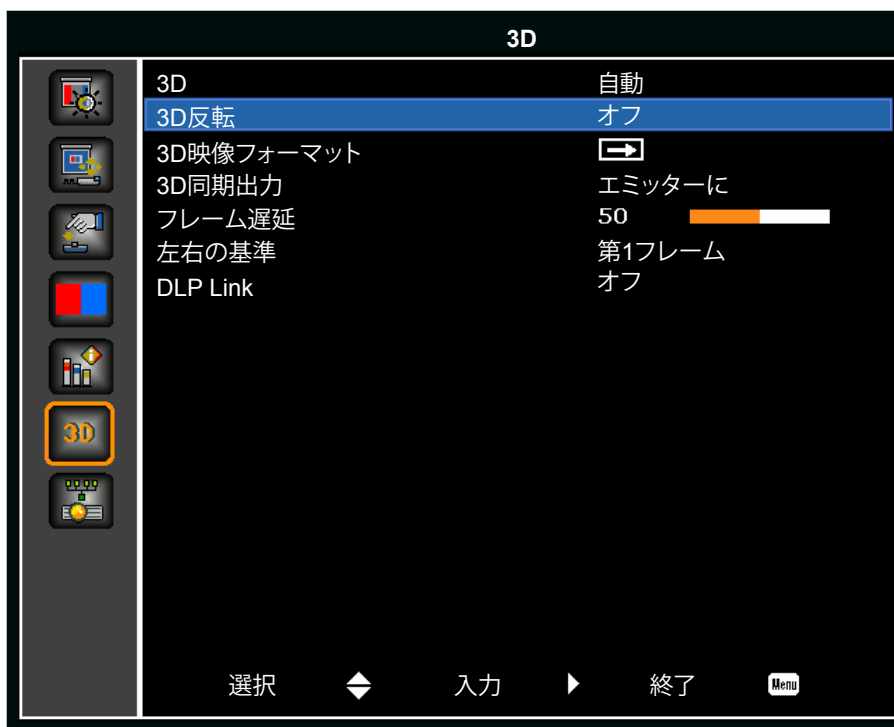 3D
3D 自動
3D反転 オフ
3D映像フォーマット
3D同期出力 エミッターに
フレーム遅延 50
左右の基準 第1フレーム
DLP Link オフ
3D
選択 入力 終了 Menu